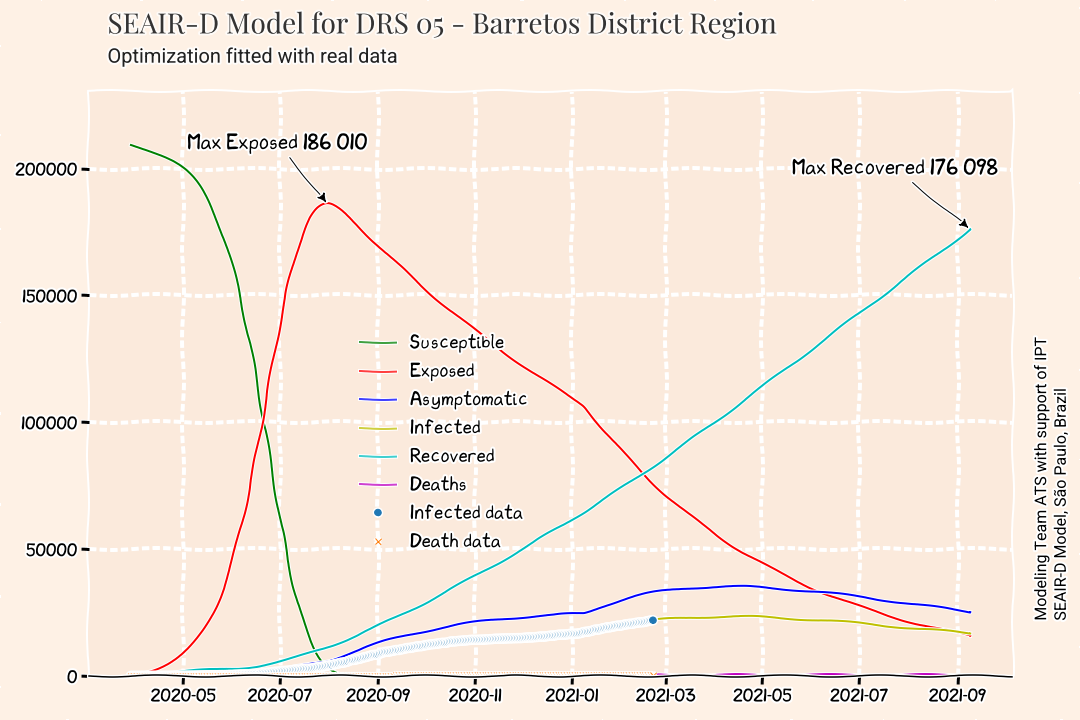 SEAIR-D Model for DRS 05 - Barretos District Region
Optimization fitted with real data
Max Exposed 186 010
Max Recovered 176 098
200000
150000
100000
50000
0
Susceptible
Exposed
Asymptomatic
Infected
Recovered
Deaths
Infected data
Death data
2020-05 2020-07 2020-09 2020-11 2021-01 2021-03 2021-05 2021-07 2021-09
Modeling Team ATS with support of IPT
SEAIR-D Model, São Paulo, Brazil